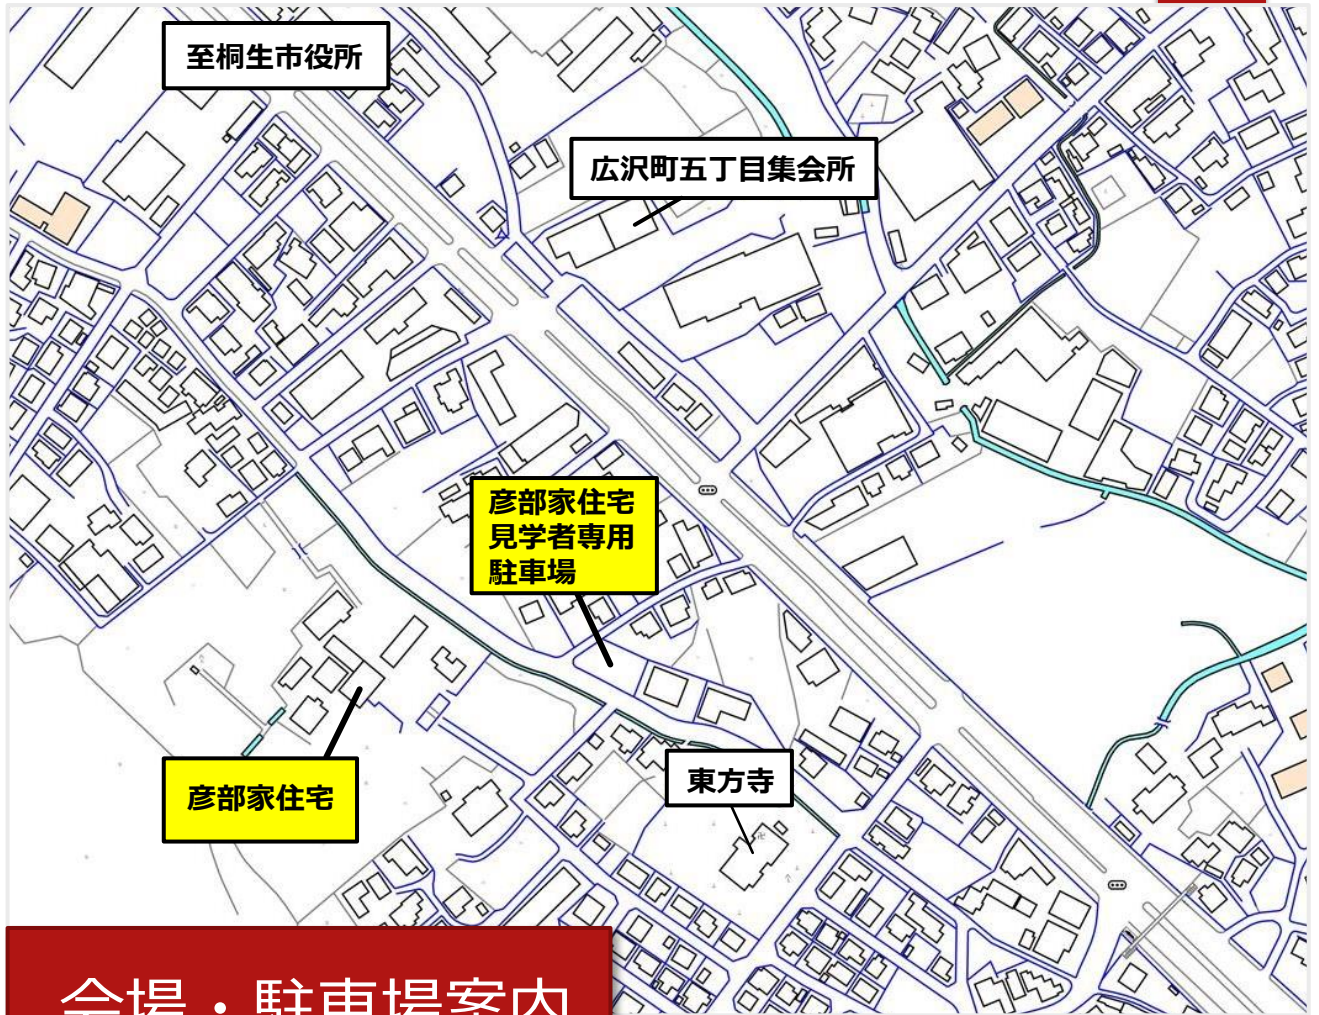 至桐生市役所
広沢町五丁目集会所
彦部家住宅
見学者専用
駐車場
東方寺
彦部家住宅
会場・駐車場案内